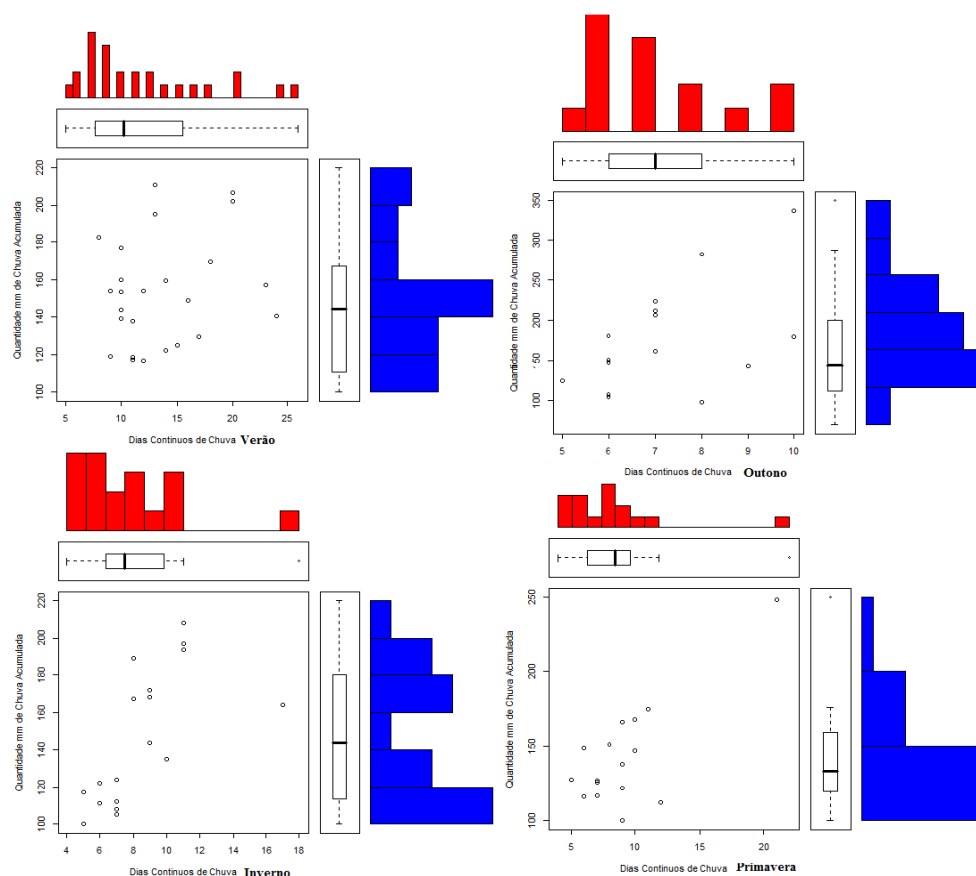 220
200
180
160
140
120
100
Quantidade mm de Chuva Acumulada
5 10 15 20 25
Dias Continuos de Chuva Verão
350
300
250
200
150
100
Quantidade mm de Chuva Acumulada
5 6 7 8 9 10
Dias Continuos de Chuva Outono
220
200
180
160
140
120
100
Quantidade mm de Chuva Acumulada
4 6 8 10 12 14 16 18
Dias Continuos de Chuva Inverno
250
200
150
100
Quantidade mm de Chuva Acumulada
5 10 15 20
Dias Continuos de Chuva Primavera